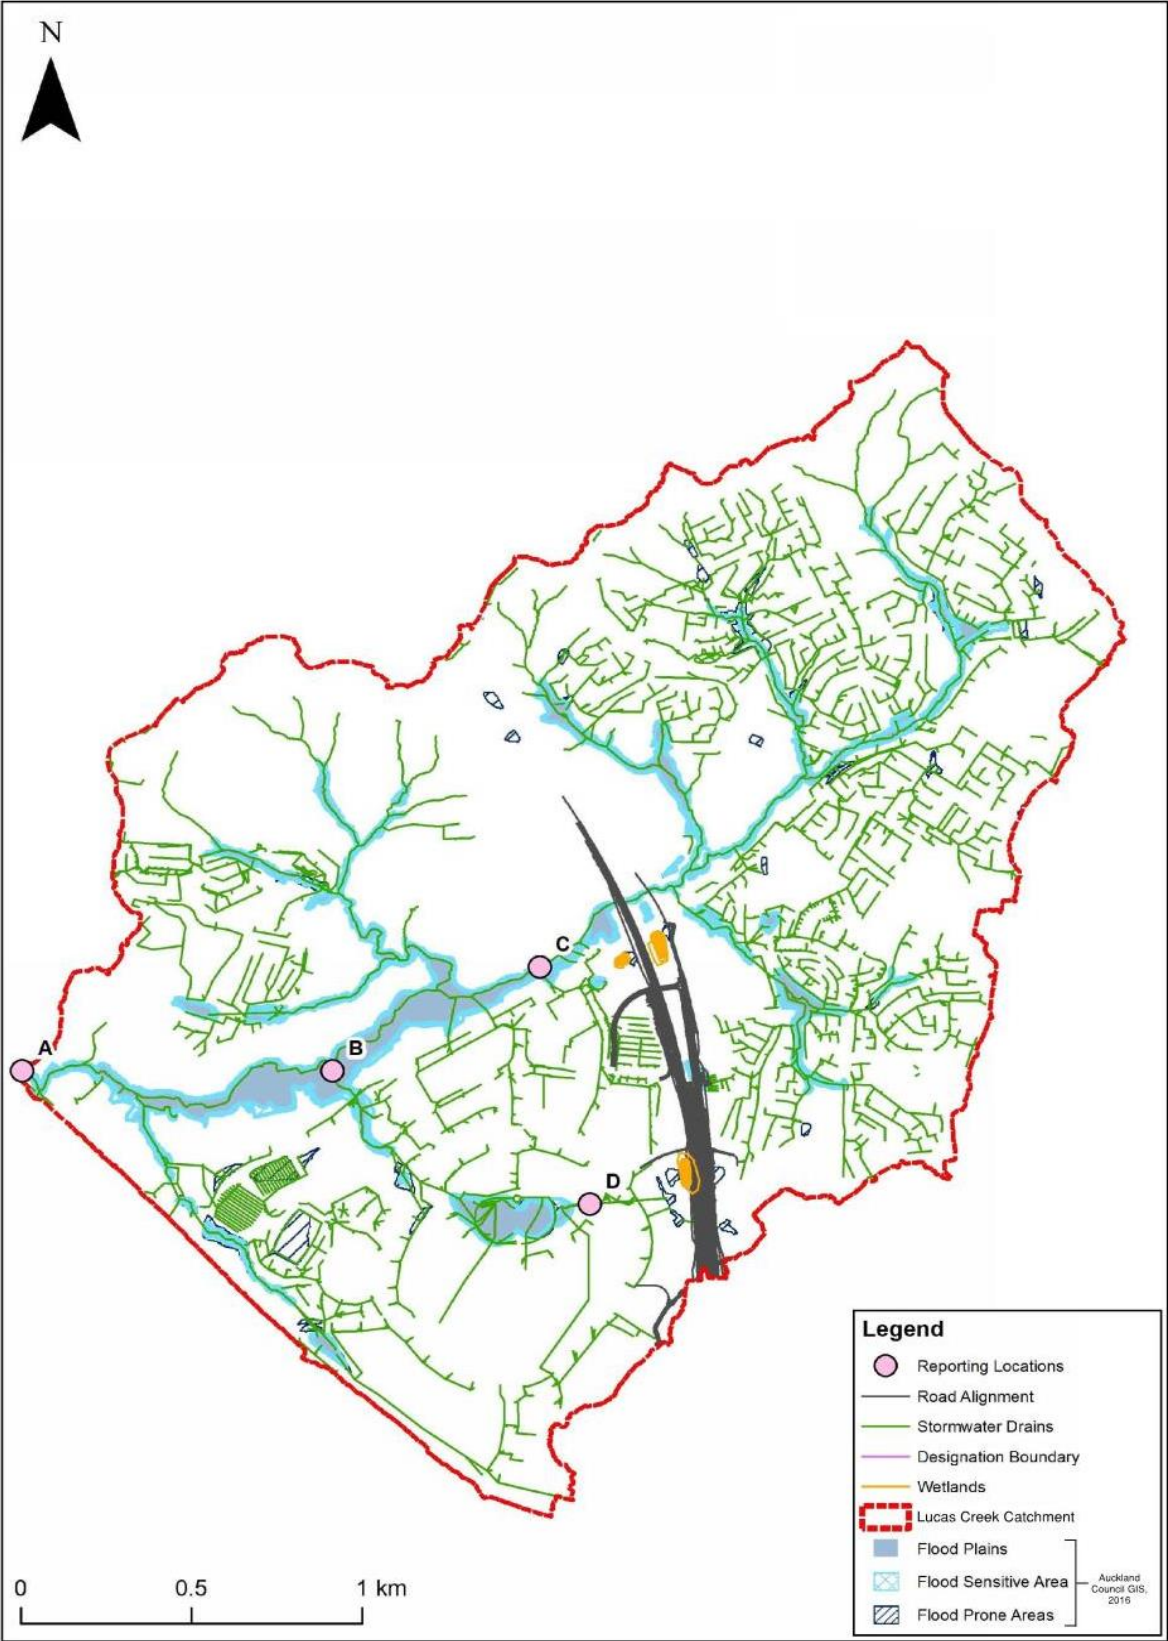 N
A
B
C
D
Legend
Reporting Locations
Road Alignment
Stormwater Drains
Designation Boundary
Wetlands
Lucas Creek Catchment
Flood Plains
Flood Sensitive Area
Flood Prone Areas
Auckland
Council GIS,
2016
0 0.5 1 km